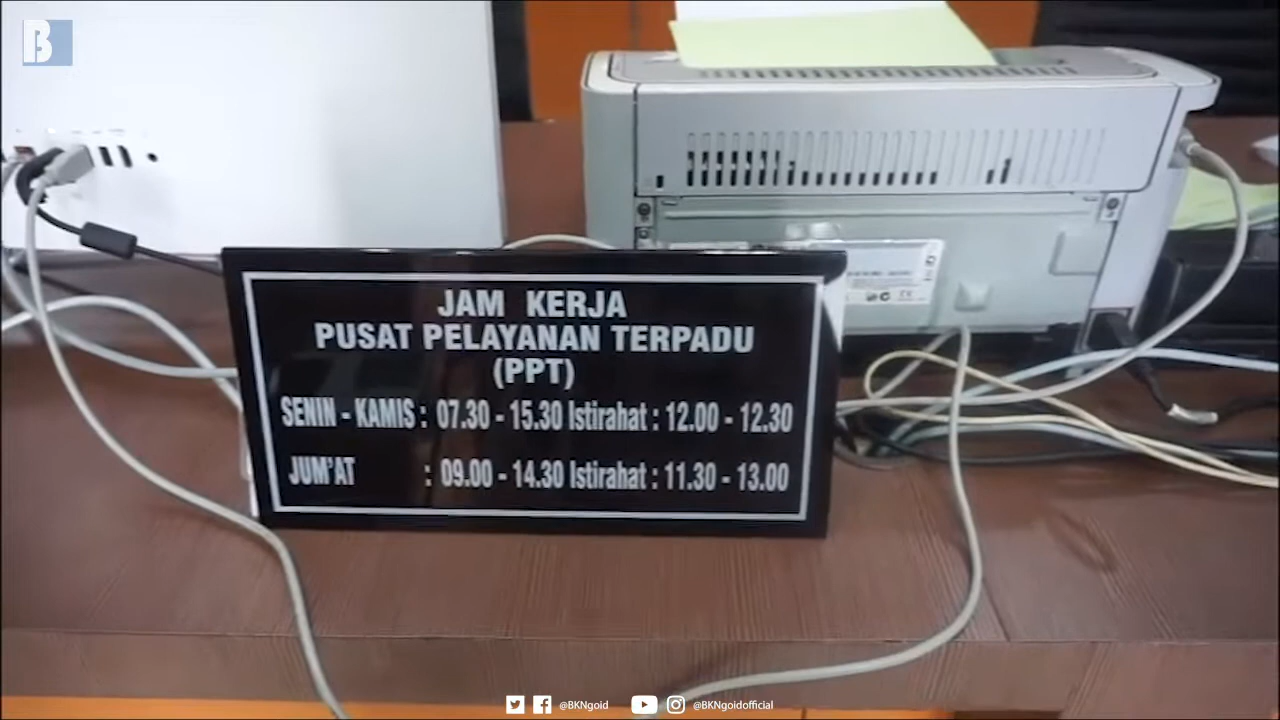 B
JAM KERJA
PUSAT PELAYANAN TERPADU
(PPT)
SENIN - KAMIS : 07.30 - 15.30 Istirahat : 12.00 - 12.30
JUM'AT : 09.00 - 14.30 Istirahat : 11.30 - 13.00
@BKNgoid @BKNgoidofficial